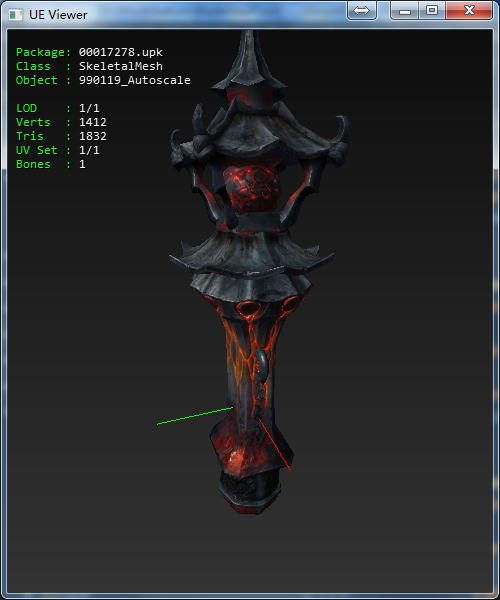 UE Viewer
Package: 00017278.upk
Class  : SkeletalMesh
Object : 990119_Autoscale
LOD    : 1/1
Verts  : 1412
Tris   : 1832
UV Set : 1/1
Bones  : 1